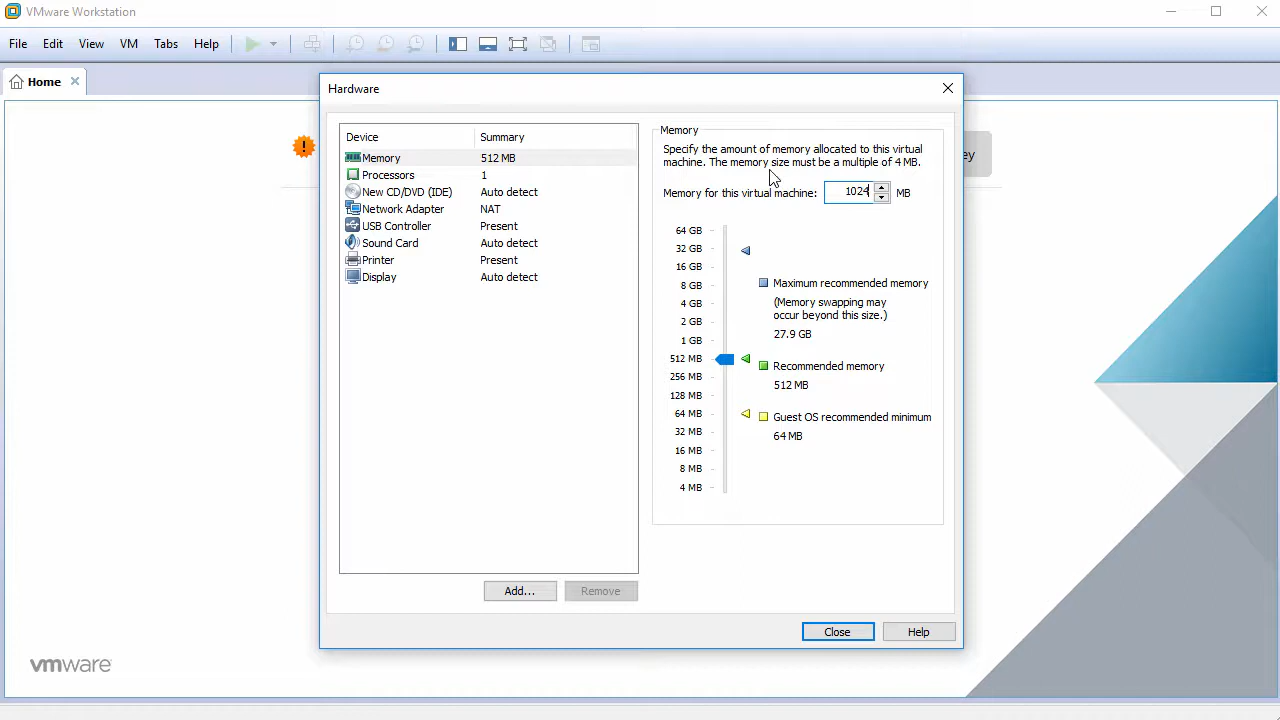 VMware Workstation
File Edit View VM Tabs Help
Home
Hardware
Device Summary
Memory 512 MB
Processors 1
New CD/DVD (IDE) Auto detect
Network Adapter NAT
USB Controller Present
Sound Card Auto detect
Printer Present
Display Auto detect
Add...
Remove
Memory
Specify the amount of memory allocated to this virtual
machine. The memory size must be a multiple of 4 MB.
Memory for this virtual machine: 1024 MB
64 GB
32 GB
16 GB
8 GB
4 GB
2 GB
1 GB
512 MB
256 MB
128 MB
64 MB
32 MB
16 MB
8 MB
4 MB
Maximum recommended memory
(Memory swapping may
occur beyond this size.)
27.9 GB
Recommended memory
512 MB
Guest OS recommended minimum
64 MB
Close
Help
vmware